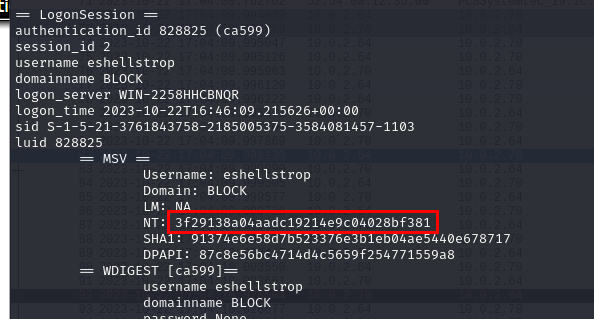 == LogonSession ==
authentication_id 828825 (ca599)
session_id 2
username eshellstrop
domainname BLOCK
logon_server WIN-2258HHCBNQR
logon_time 2023-10-22T16:46:09.215626+00:00
sid S-1-5-21-3761843758-2185005375-3584081457-1103
luid 828825
== MSV ==
Username: eshellstrop
Domain: BLOCK
LM: NA
NT: 3f29138a04aadc19214e9c04028bf381
SHA1: 91374e6e58d7b523376e3b1eb04ae5440e678717
DPAPI: 87c8e56bc4714d4c5659f254771559a8
== WDIGEST [ca599]==
username eshellstrop
domainname BLOCK
password None